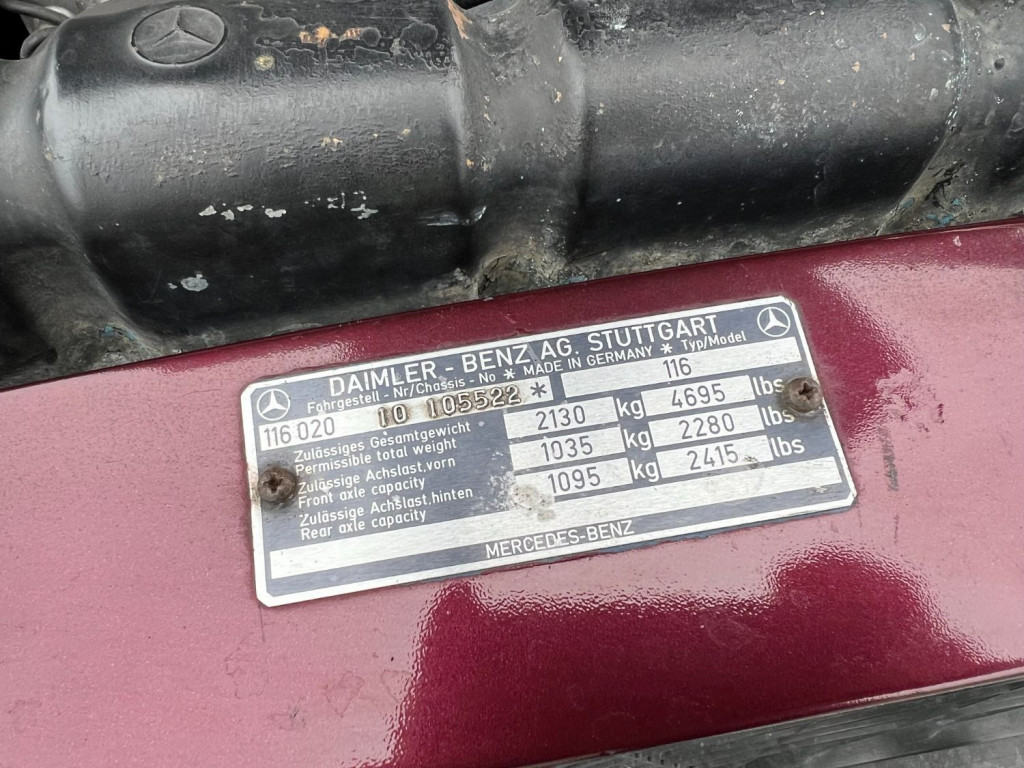 DAIMLER - BENZ AG. STUTTGART
Fahrgestell - Nr/Chassis - No * MADE IN GERMANY * Typ/Model
116 020 10 105522 * 116
Zulässiges Gesamtgewicht
Permissible total weight 2130 kg 4695 lbs
Zulässige Achslast, vorn
Front axle capacity 1035 kg 2280 lbs
Zulässige Achslast, hinten
Rear axle capacity 1095 kg 2415 lbs
MERCEDES-BENZ